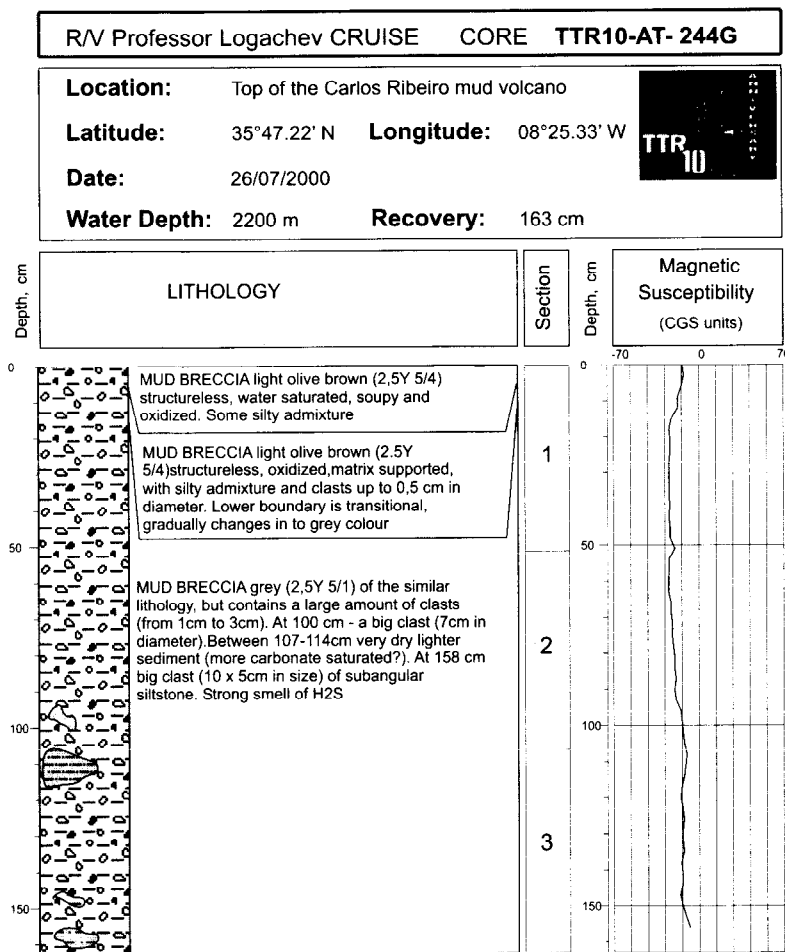 R/V Professor Logachev CRUISE CORE TTR10-AT- 244G
Location: Top of the Carlos Ribeiro mud volcano
Latitude: 35°47.22' N Longitude: 08°25.33' W
Date: 26/07/2000
Water Depth: 2200 m Recovery: 163 cm
TTR
10
Depth, cm
LITHOLOGY
Section
Depth, cm
Magnetic
Susceptibility
(CGS units)
-70 0 70
0
50
100
150
MUD BRECCIA light olive brown (2,5Y 5/4)
structureless, water saturated, soupy and
oxidized. Some silty admixture
MUD BRECCIA light olive brown (2.5Y
5/4)structureless, oxidized,matrix supported,
with silty admixture and clasts up to 0,5 cm in
diameter. Lower boundary is transitional,
gradually changes in to grey colour
MUD BRECCIA grey (2,5Y 5/1) of the similar
lithology, but contains a large amount of clasts
(from 1cm to 3cm). At 100 cm - a big clast (7cm in
diameter).Between 107-114cm very dry lighter
sediment (more carbonate saturated?). At 158 cm
big clast (10 x 5cm in size) of subangular
siltstone. Strong smell of H2S
1
2
3
0
50
100
150